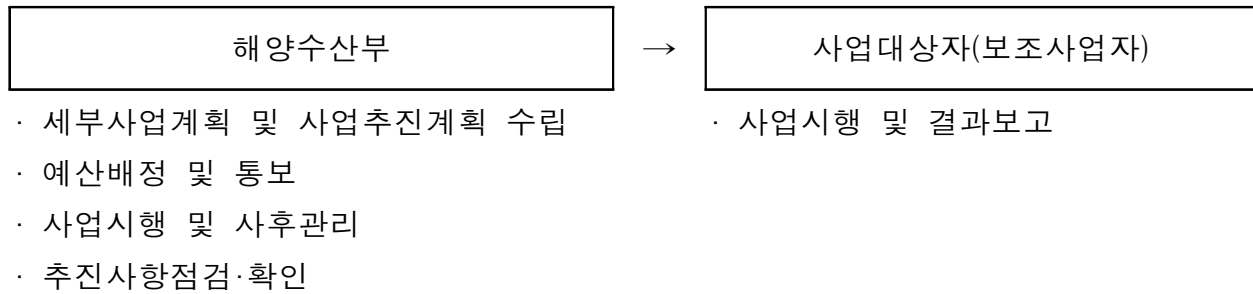 해양수산부 → 사업대상자(보조사업자)
· 세부사업계획 및 사업추진계획 수립 · 사업시행 및 결과보고
· 예산배정 및 통보
· 사업시행 및 사후관리
· 추진사항점검·확인